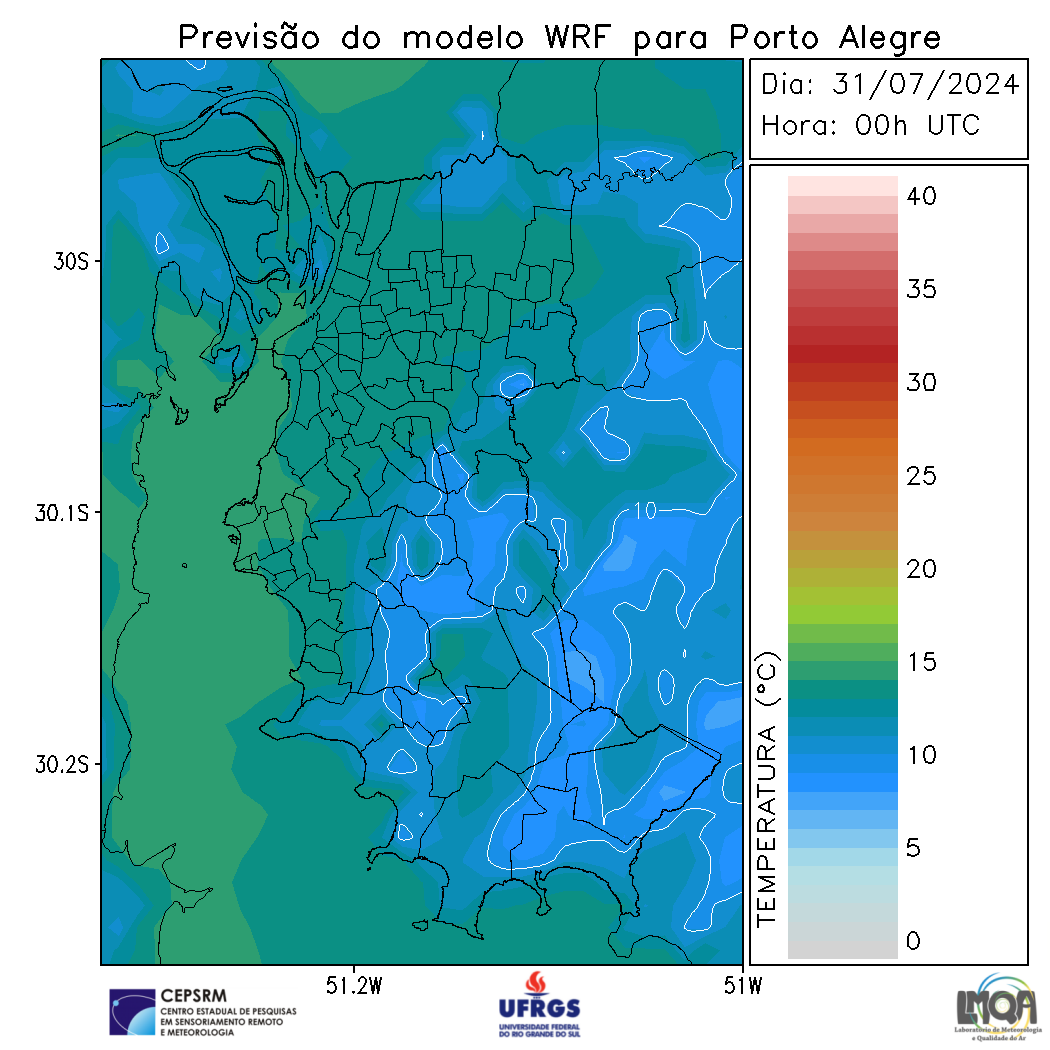 Previsão do modelo WRF para Porto Alegre
Dia: 31/07/2024
Hora: 00h UTC
40
35
30
25
20
15
10
5
0
TEMPERATURA (°C)
30S
30.1S
30.2S
10
51.2W
51W
CEPSRM
CENTRO ESTADUAL DE PESQUISAS
EM SENSORIAMENTO REMOTO
E METEOROLOGIA
UFRGS
UNIVERSIDADE FEDERAL
DO RIO GRANDE DO SUL
LMQA
Laboratório de Meteorologia
e Qualidade do Ar